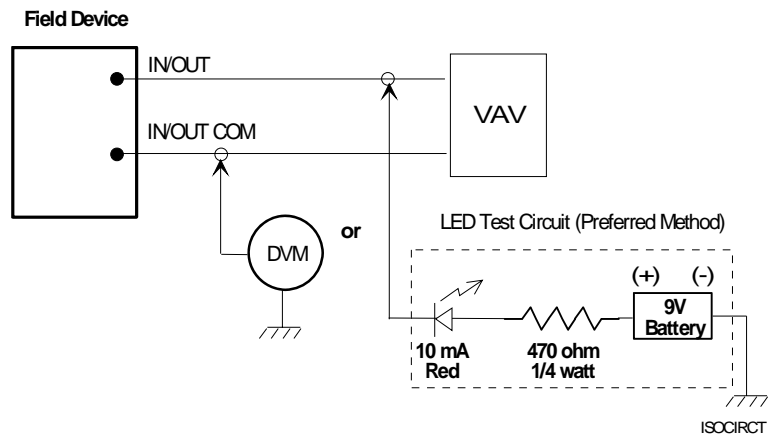 Field Device
IN/OUT
IN/OUT COM
VAV
DVM
or
LED Test Circuit (Preferred Method)
(+) (-)
9V
Battery
10 mA
Red
470 ohm
1/4 watt
ISOCIRCT